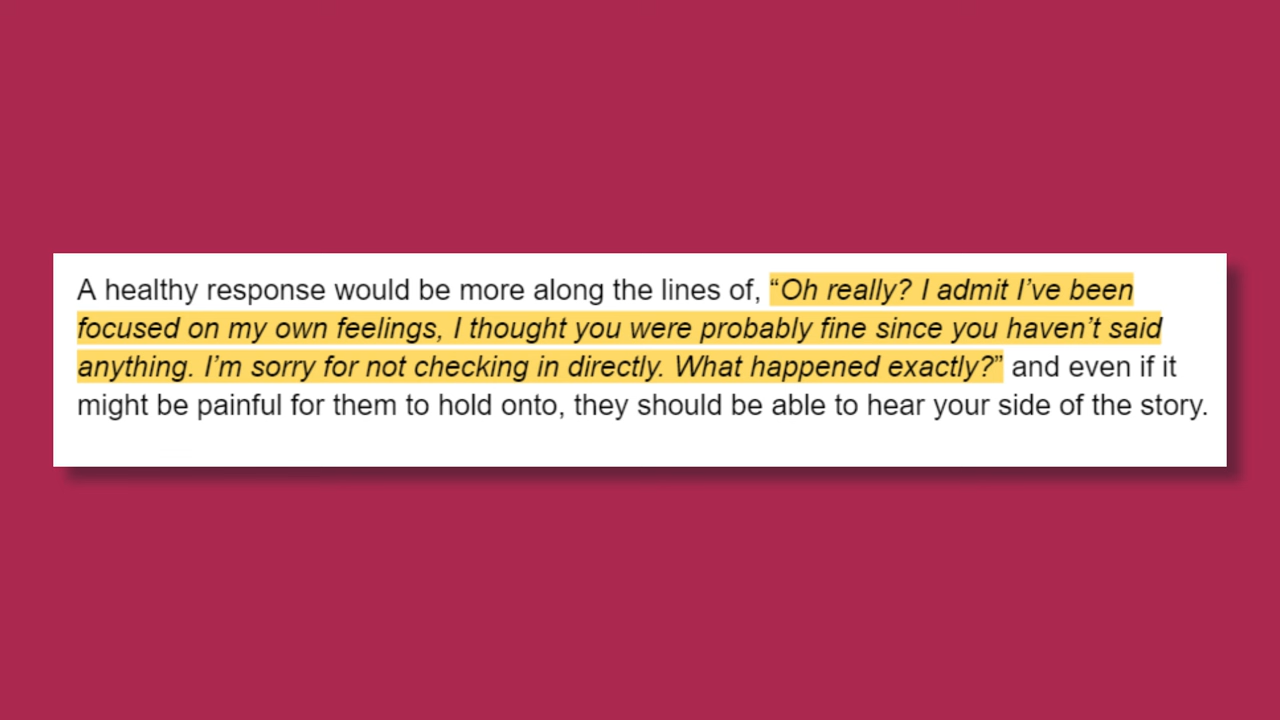 A healthy response would be more along the lines of, “Oh really? I admit I’ve been
focused on my own feelings, I thought you were probably fine since you haven’t said
anything. I’m sorry for not checking in directly. What happened exactly?” and even if it
might be painful for them to hold onto, they should be able to hear your side of the story.